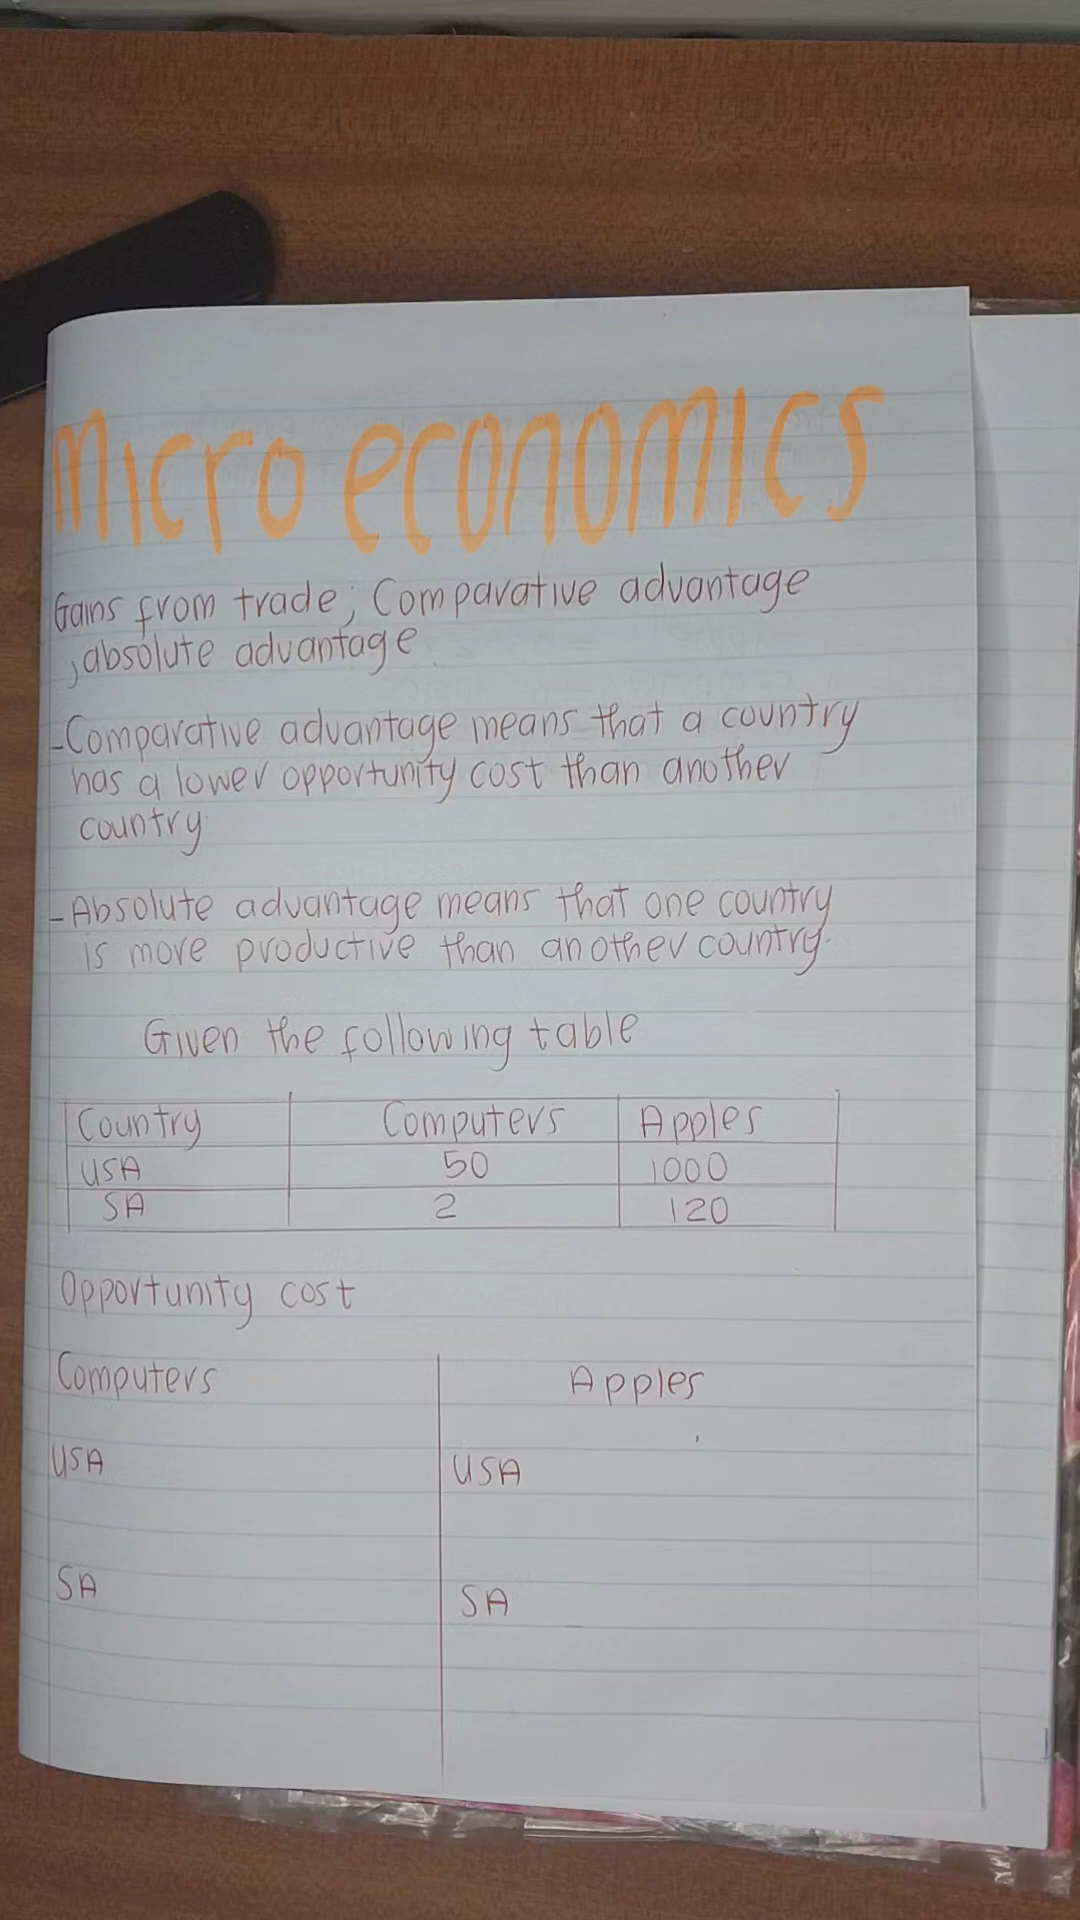 Micro economics
Gains from trade; Comparative advantage
, absolute advantage
- Comparative advantage means that a country
has a lower opportunity cost than another
country
- Absolute advantage means that one country
is more productive than another country.
Given the following table
Country Computers Apples
USA 50 1000
SA 2 120
Opportunity cost
Computers Apples
USA USA
SA SA